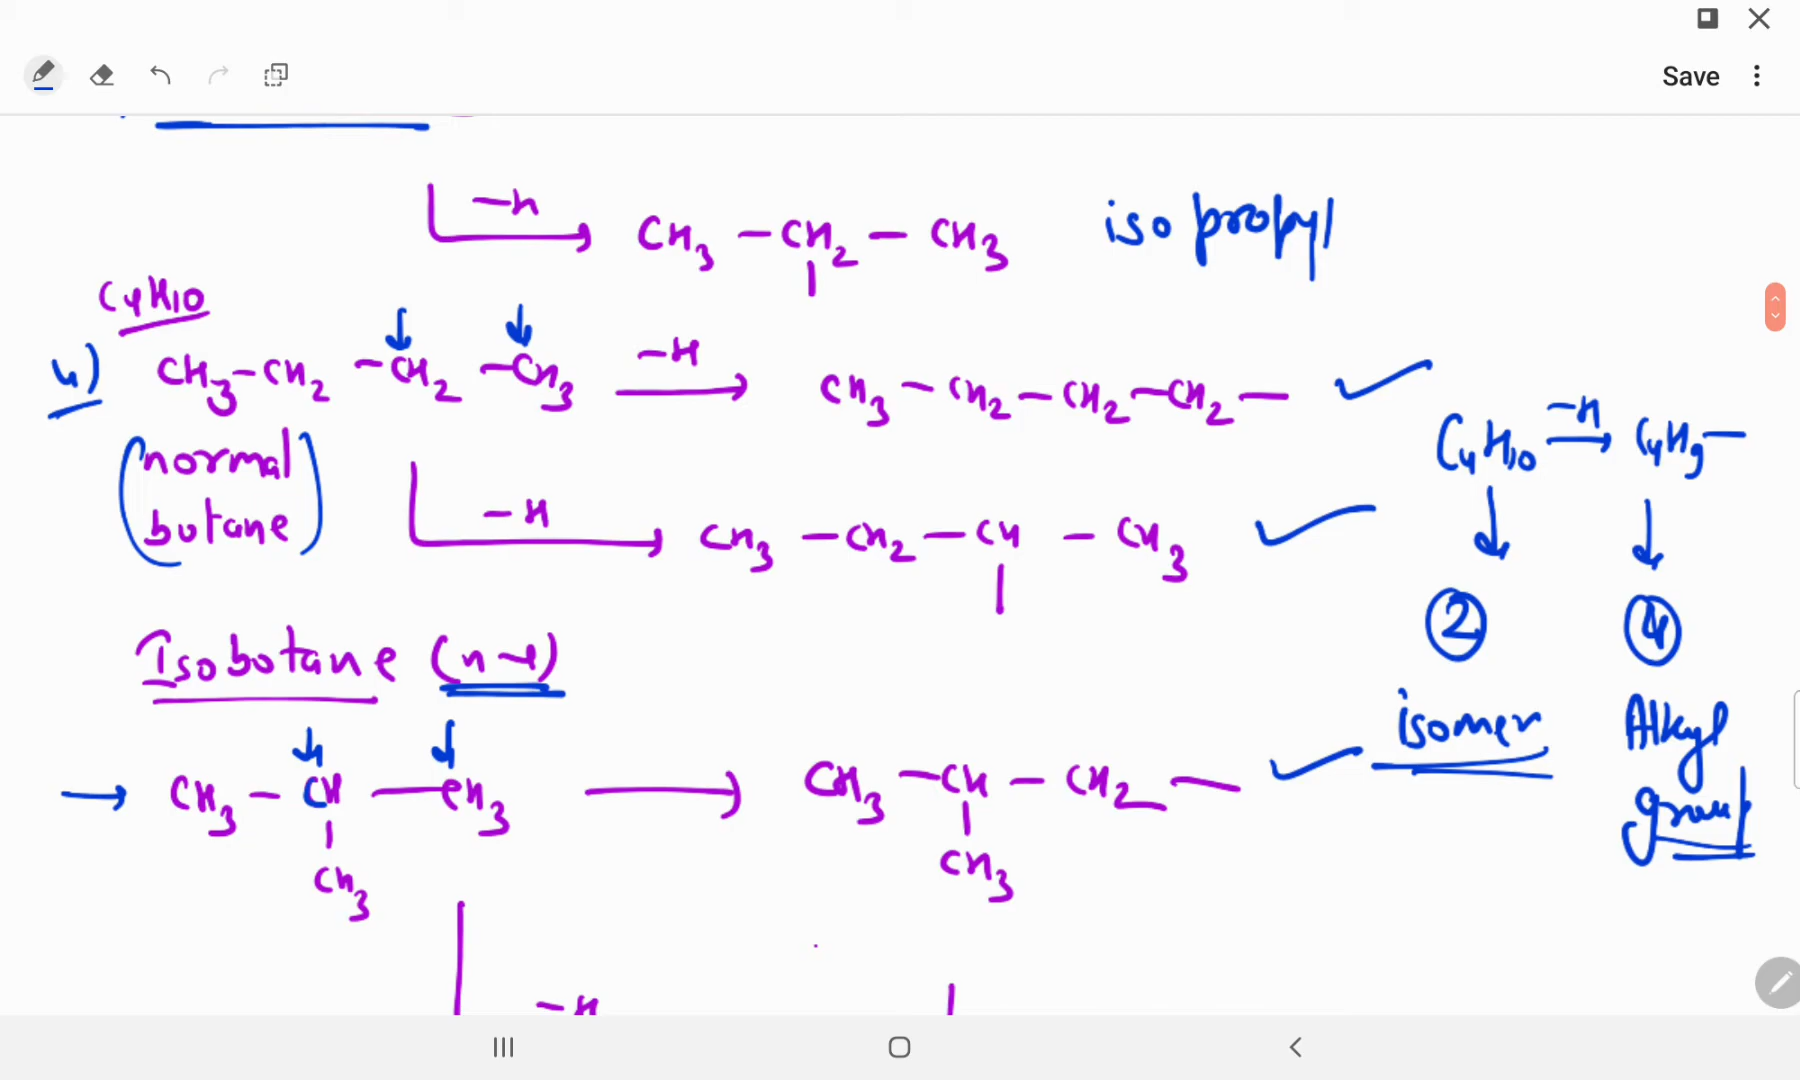 Save
–H → CH3 – CH2 – CH3 iso propyl
C4H10
4) CH3 – CH2 – CH2 – CH3 –H → CH3 – CH2 – CH2 – CH2 –
C4H10 –H → C4H9 –
(normal
butane)
–H → CH3 – CH2 – CH – CH3
2 4
Isobotane (n-1)
isomer Alkyl
group
→ CH3 – CH – CH3 → CH3 – CH – CH2 –
CH3 CH3
–H